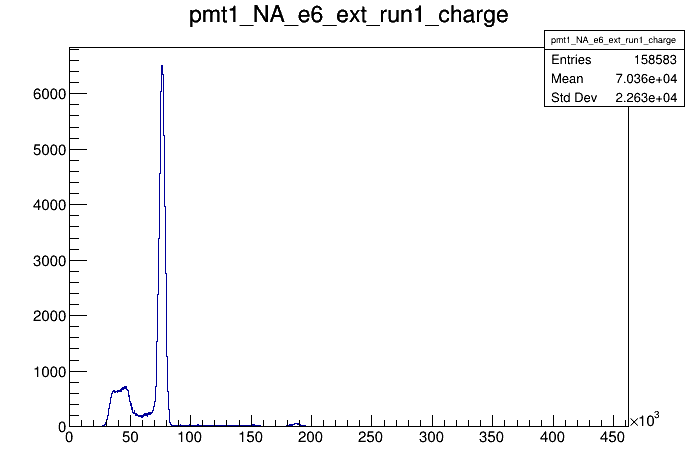 pmt1_NA_e6_ext_run1_charge
pmt1_NA_e6_ext_run1_charge
Entries 158583
Mean 7.036e+04
Std Dev 2.263e+04
6000
5000
4000
3000
2000
1000
0
0 50 100 150 200 250 300 350 400 450
×10³